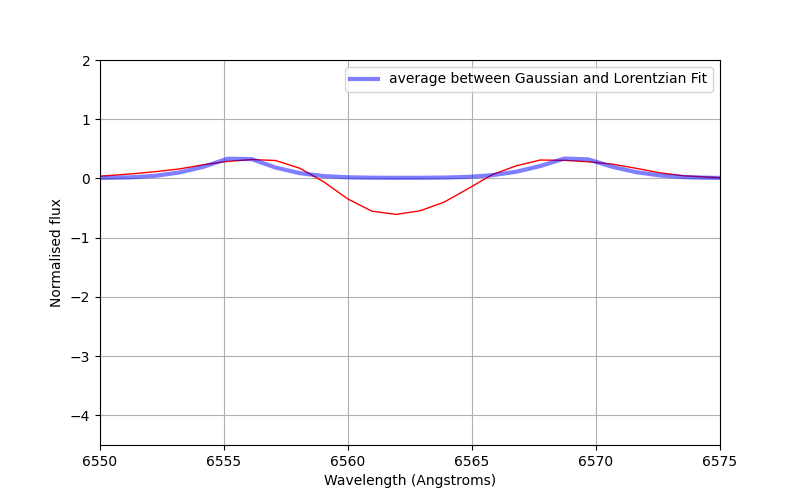 average between Gaussian and Lorentzian Fit
2
1
0
−1
−2
−3
−4
Normalised flux
6550 6555 6560 6565 6570 6575
Wavelength (Angstroms)